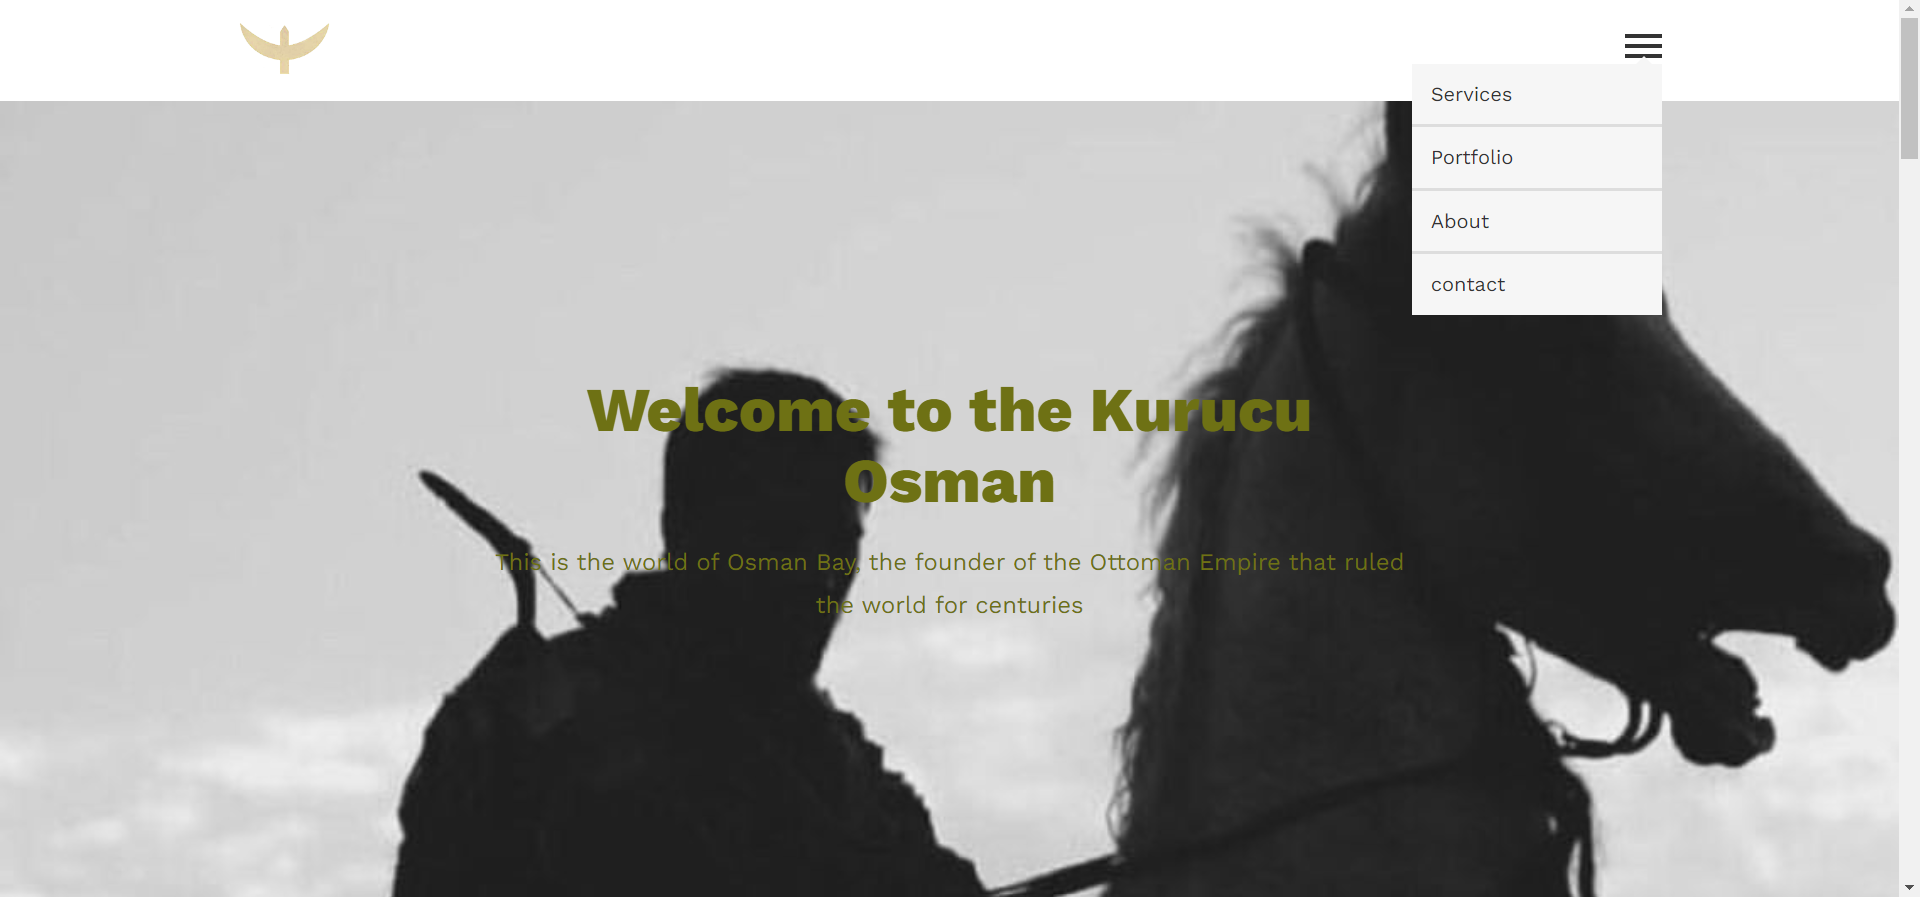 Services
Portfolio
About
contact
Welcome to the Kurucu
Osman
This is the world of Osman Bay, the founder of the Ottoman Empire that ruled
the world for centuries